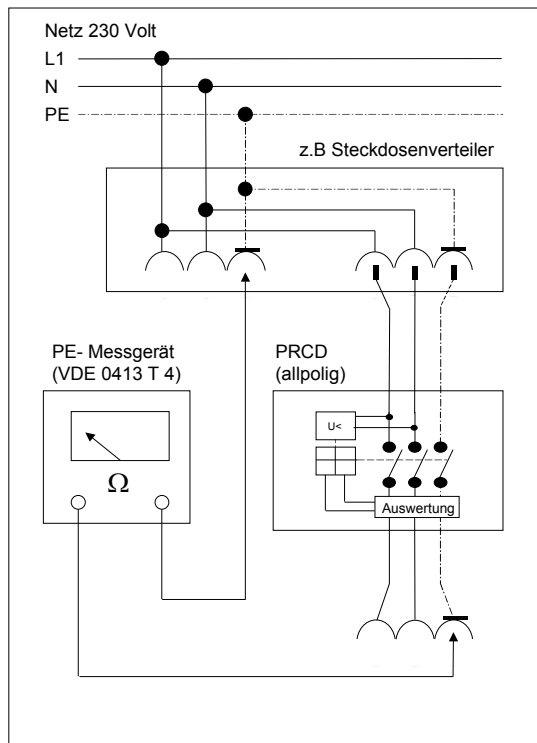 Netz 230 Volt
L1
N
PE
z.B Steckdosenverteiler
PE- Messgerät
(VDE 0413 T 4)
PRCD
(allpolig)
U<
Ω
Auswertung